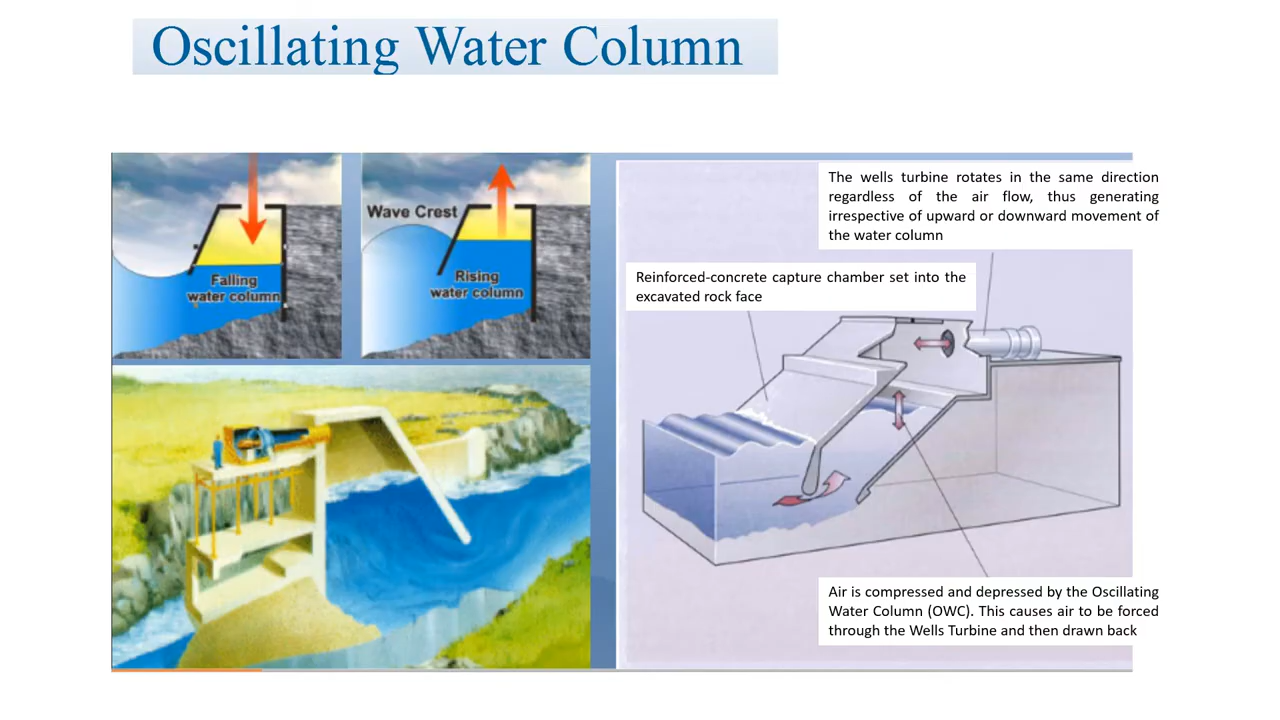 Oscillating Water Column
Falling
water column
Wave Crest
Rising
water column
The wells turbine rotates in the same direction
regardless of the air flow, thus generating
irrespective of upward or downward movement of
the water column
Reinforced-concrete capture chamber set into the
excavated rock face
Air is compressed and depressed by the Oscillating
Water Column (OWC). This causes air to be forced
through the Wells Turbine and then drawn back